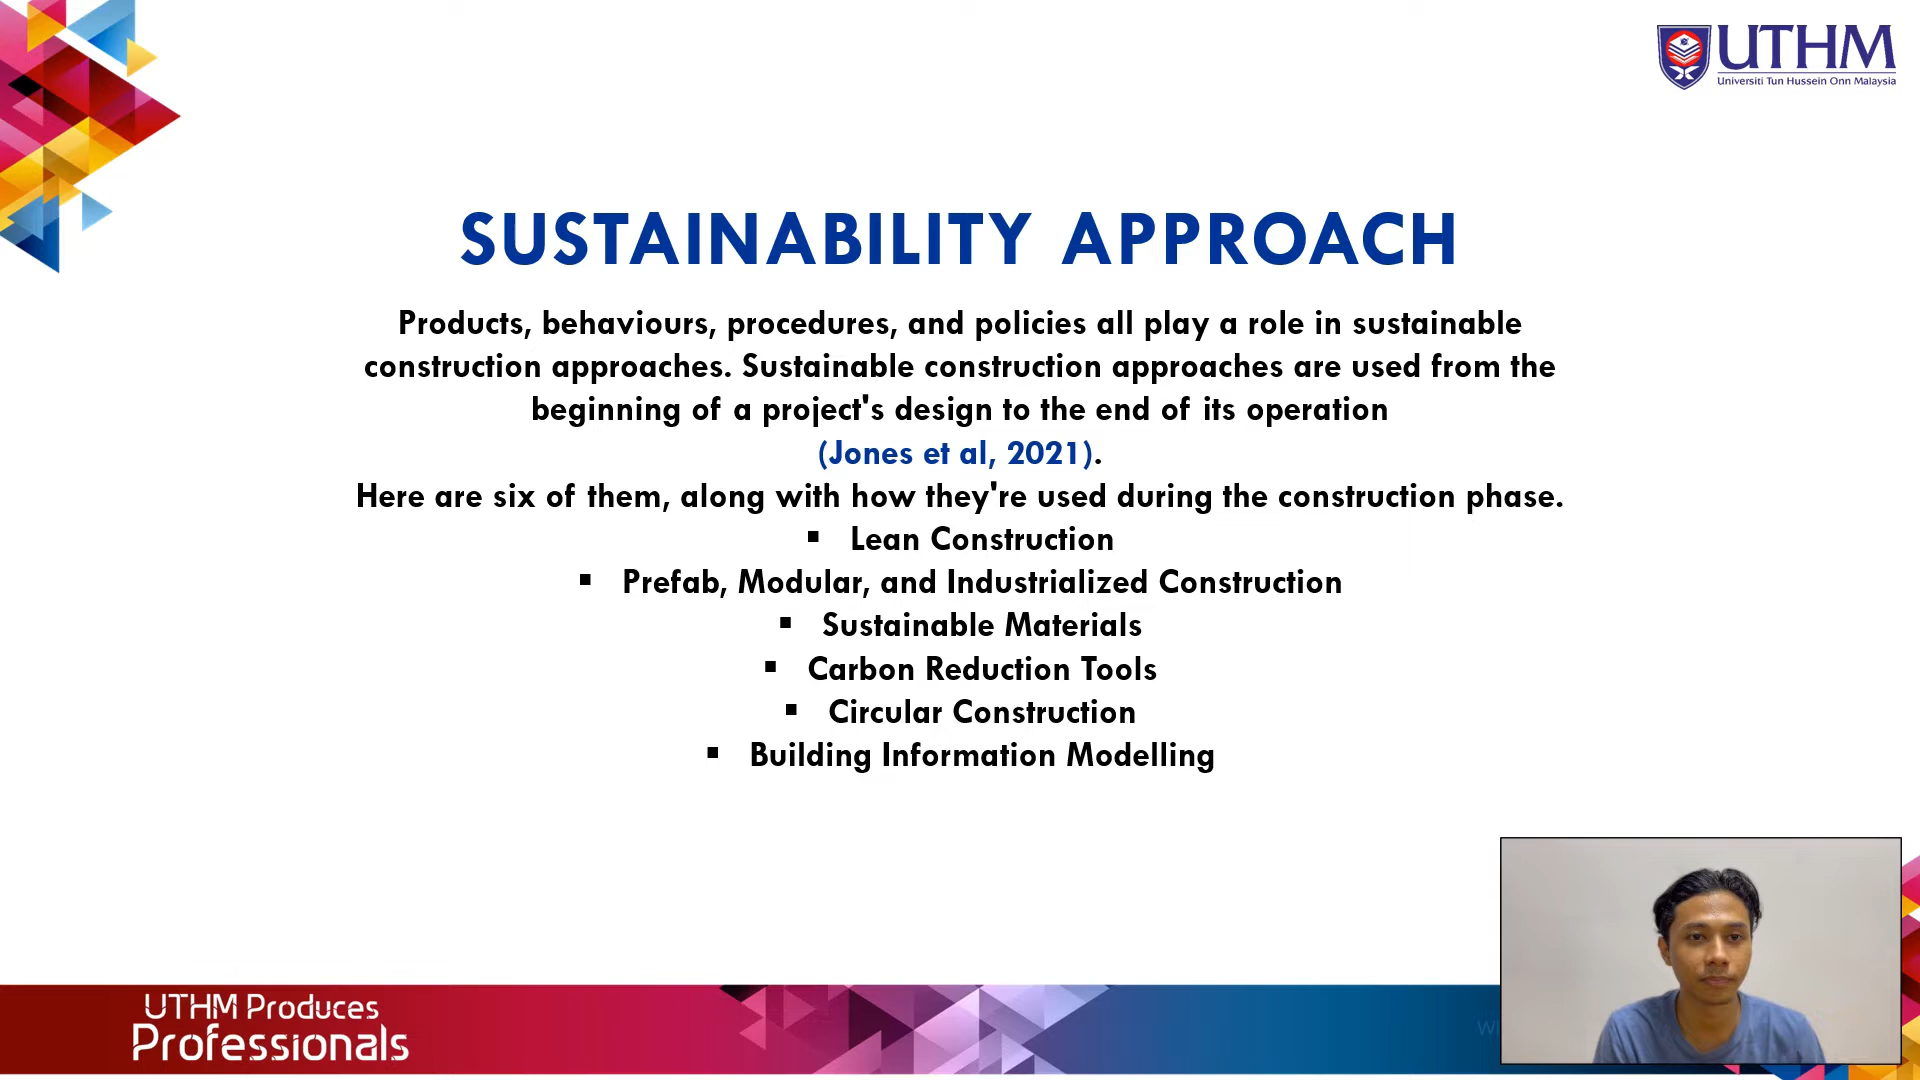 UTHM
Universiti Tun Hussein Onn Malaysia
SUSTAINABILITY APPROACH
Products, behaviours, procedures, and policies all play a role in sustainable
construction approaches. Sustainable construction approaches are used from the
beginning of a project's design to the end of its operation
(Jones et al, 2021).
Here are six of them, along with how they're used during the construction phase.
▪ Lean Construction
▪ Prefab, Modular, and Industrialized Construction
▪ Sustainable Materials
▪ Carbon Reduction Tools
▪ Circular Construction
▪ Building Information Modelling
UTHM Produces
Professionals